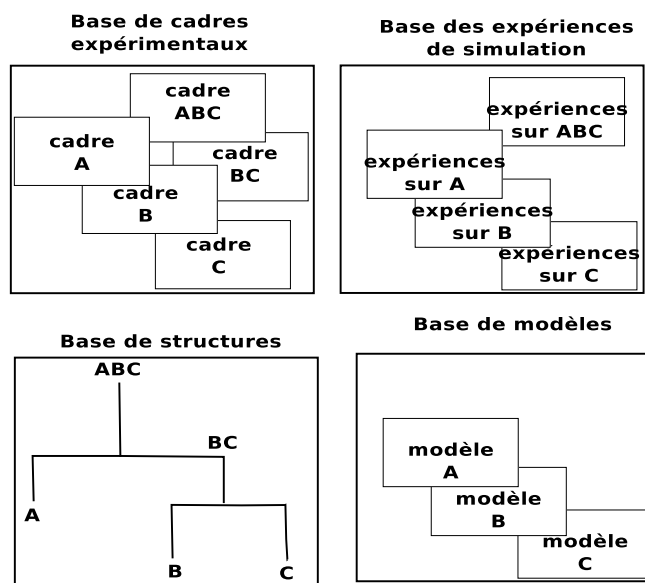 Base de cadres
expérimentaux
cadre
ABC
cadre
A
cadre
BC
cadre
B
cadre
C
Base des expériences
de simulation
expériences
sur ABC
expériences
sur A
expériences
sur B
expériences
sur C
Base de structures
ABC
BC
A
B
C
Base de modèles
modèle
A
modèle
B
modèle
C